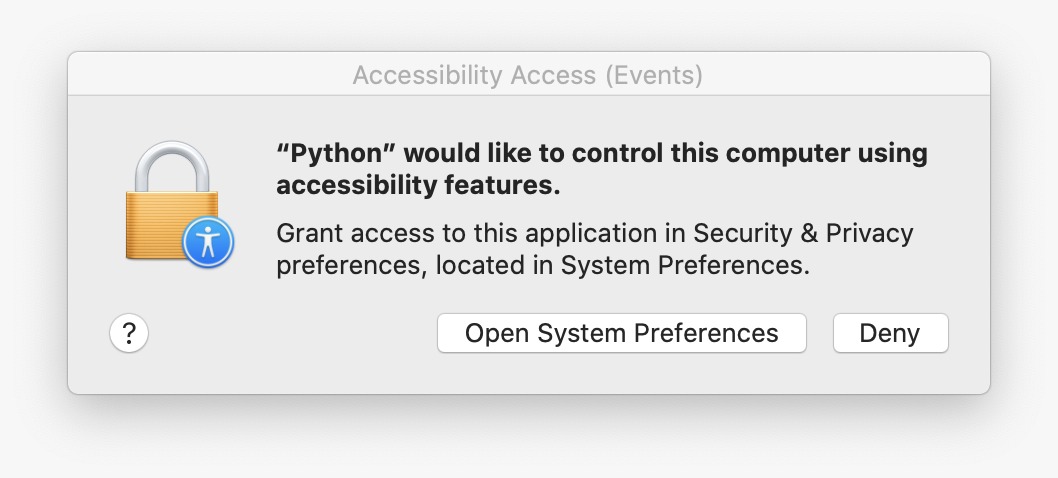 Accessibility Access (Events)
“Python” would like to control this computer using
accessibility features.
Grant access to this application in Security & Privacy
preferences, located in System Preferences.
?
Open System Preferences
Deny